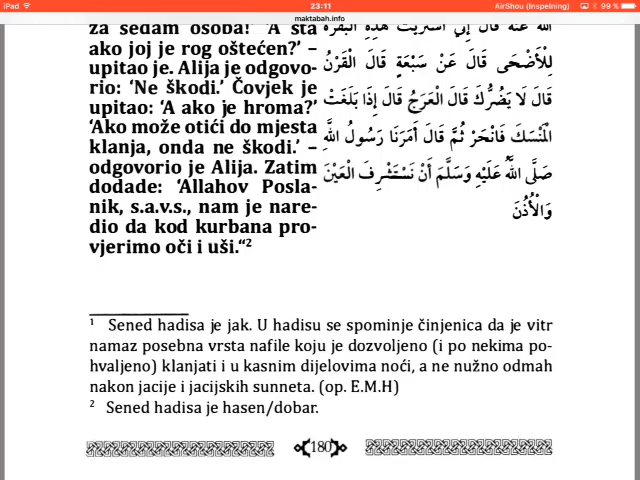 iPad
23:11
AirShou (Inspelning)
99 %
maktabah.info
za sedam osoba!' 'A šta
ako joj je rog oštećen?' –
upitao je. Alija je odgovo-
rio: 'Ne škodi.' Čovjek je
upitao: 'A ako je hroma?'
'Ako može otići do mjesta
klanja, onda ne škodi.' –
odgovorio je Alija. Zatim
dodade: 'Allahov Posla-
nik, s.a.v.s., nam je nare-
dio da kod kurbana pro-
vjerimo oči i uši.“²
اللَّهُ عَنْهُ قَالَ إِنِّي اشْتَرَيْتُ هَذِهِ الْبَقَرَةَ
لِلْأَضْحَى قَالَ عَنْ سَبْعَةٍ قَالَ الْقَرْنُ
قَالَ لَا يَضُرُّكَ قَالَ الْعَرَجُ قَالَ إِذَا بَلَغَتْ
الْمَنْسَكَ فَانْحَرْ ثُمَّ قَالَ أَمَرَنَا رَسُولُ اللَّهِ
صَلَّى اللَّهُ عَلَيْهِ وَسَلَّمَ أَنْ نَسْتَشْرِفَ الْعَيْنَ
وَالْأُذُنَ
¹ Sened hadisa je jak. U hadisu se spominje činjenica da je vitr
namaz posebna vrsta nafile koju je dozvoljeno (i po nekima po-
hvaljeno) klanjati i u kasnim dijelovima noći, a ne nužno odmah
nakon jacije i jacijskih sunneta. (op. E.M.H)
² Sened hadisa je hasen/dobar.
180